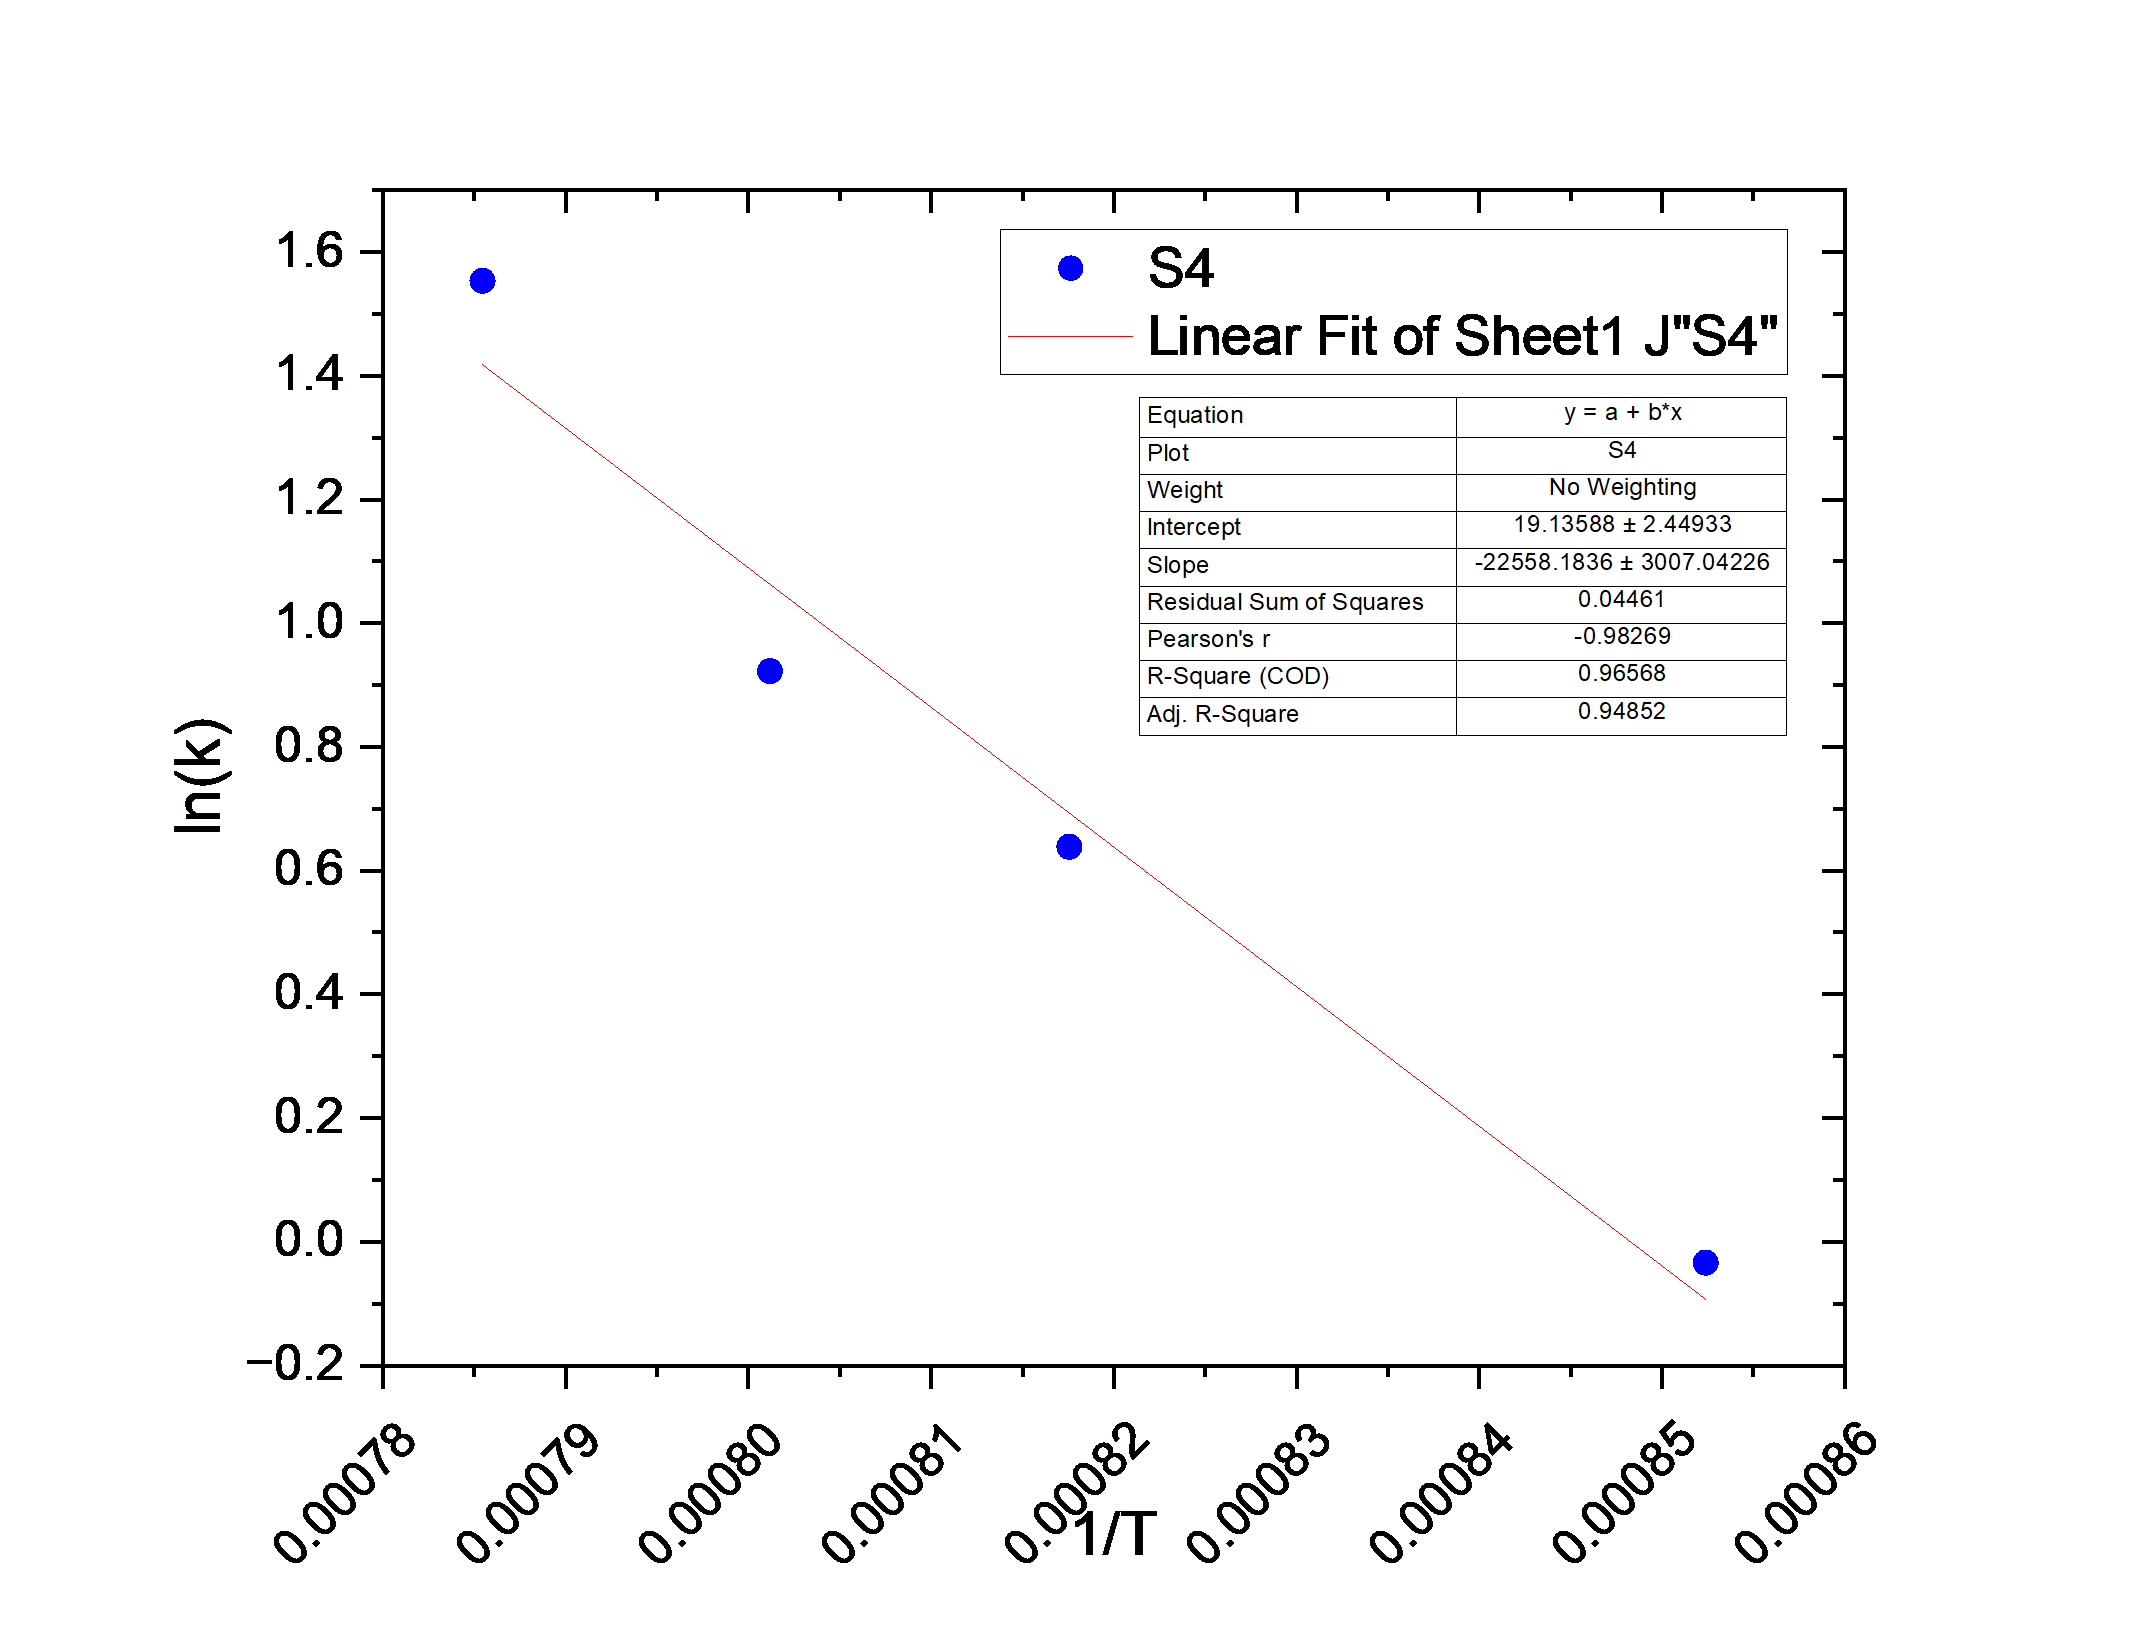 S4
Linear Fit of Sheet1 J"S4"
Equation y = a + b*x
Plot S4
Weight No Weighting
Intercept 19.13588 ± 2.44933
Slope -22558.1836 ± 3007.04226
Residual Sum of Squares 0.04461
Pearson's r -0.98269
R-Square (COD) 0.96568
Adj. R-Square 0.94852
1.6
1.4
1.2
1.0
0.8
0.6
0.4
0.2
0.0
−0.2
ln(k)
0.00078 0.00079 0.00080 0.00081 0.00082 0.00083 0.00084 0.00085 0.00086
1/T